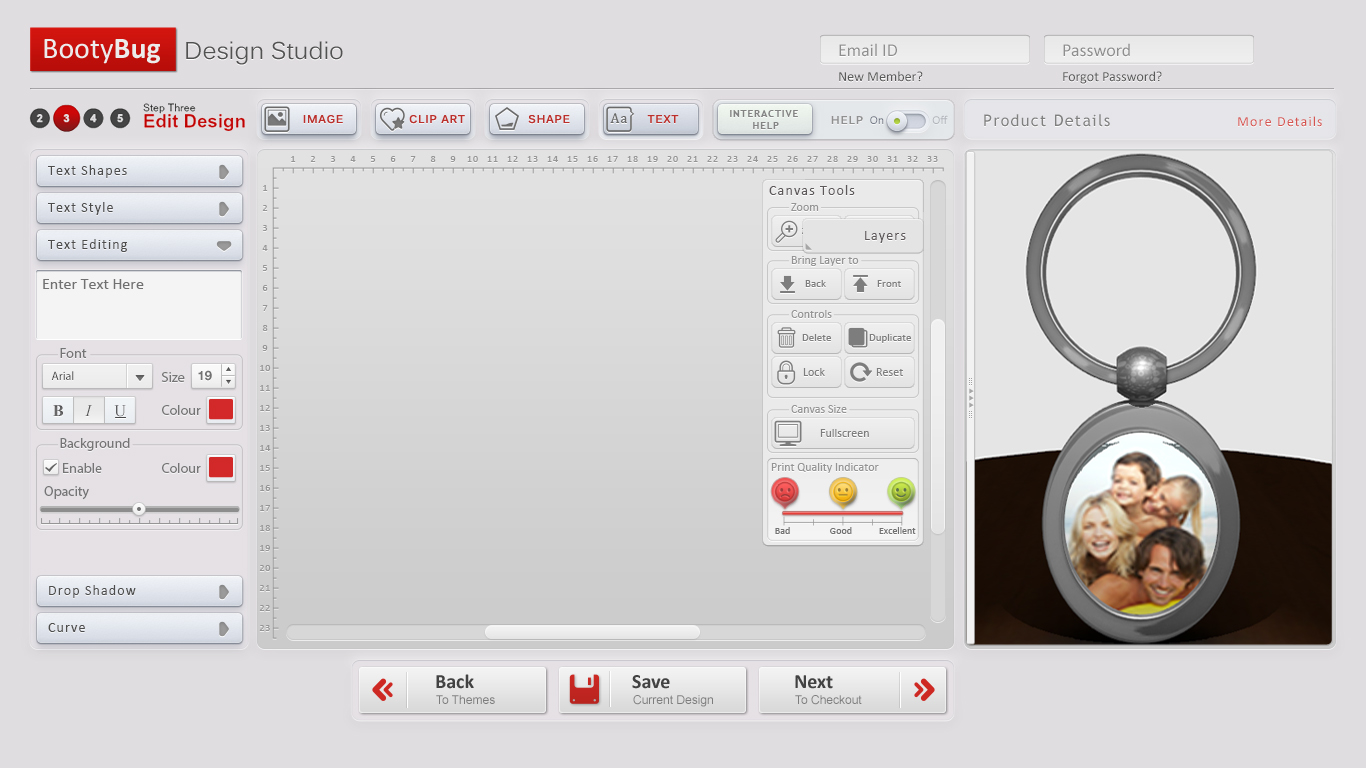 BootyBug Design Studio
Email ID
Password
New Member?
Forgot Password?
2 3 4 5
Step Three
Edit Design
IMAGE
CLIP ART
SHAPE
Aa
TEXT
INTERACTIVE
HELP
HELP On Off
Product Details
More Details
Text Shapes
Text Style
Text Editing
Enter Text Here
Font
Arial
Size 19
B I U
Colour
Background
Enable
Colour
Opacity
Drop Shadow
Curve
1 2 3 4 5 6 7 8 9 10 11 12 13 14 15 16 17 18 19 20 21 22 23 24 25 26 27 28 29 30 31 32 33
1
2
3
4
5
6
7
8
9
10
11
12
13
14
15
16
17
18
19
20
21
22
23
Canvas Tools
Zoom
Layers
Bring Layer to
Back
Front
Controls
Delete
Duplicate
Lock
Reset
Canvas Size
Fullscreen
Print Quality Indicator
Bad Good Excellent
Back
To Themes
Save
Current Design
Next
To Checkout